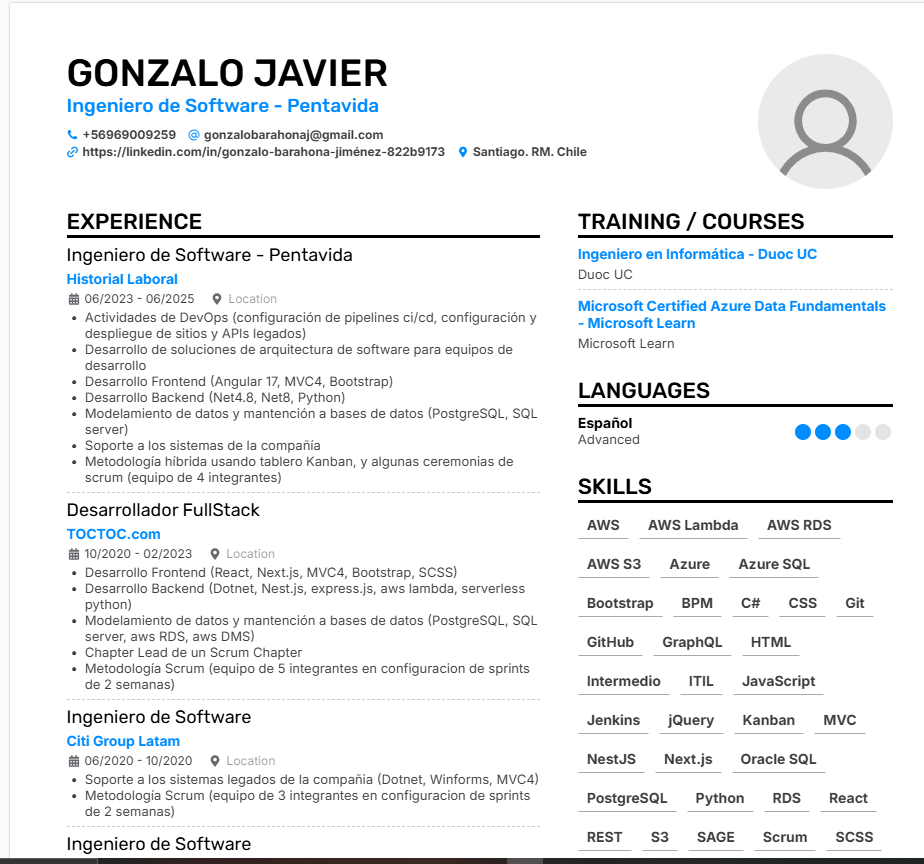 GONZALO JAVIER
Ingeniero de Software - Pentavida
+56969009259 gonzalobarahonaj@gmail.com
https://linkedin.com/in/gonzalo-barahona-jiménez-822b9173 Santiago. RM. Chile
EXPERIENCE
Ingeniero de Software - Pentavida
Historial Laboral
06/2023 - 06/2025 Location
• Actividades de DevOps (configuración de pipelines ci/cd, configuración y
despliegue de sitios y APIs legados)
• Desarrollo de soluciones de arquitectura de software para equipos de
desarrollo
• Desarrollo Frontend (Angular 17, MVC4, Bootstrap)
• Desarrollo Backend (Net4.8, Net8, Python)
• Modelamiento de datos y mantención a bases de datos (PostgreSQL, SQL
server)
• Soporte a los sistemas de la compañía
• Metodología híbrida usando tablero Kanban, y algunas ceremonias de
scrum (equipo de 4 integrantes)
Desarrollador FullStack
TOCTOC.com
10/2020 - 02/2023 Location
• Desarrollo Frontend (React, Next.js, MVC4, Bootstrap, SCSS)
• Desarrollo Backend (Dotnet, Nest.js, express.js, aws lambda, serverless
python)
• Modelamiento de datos y mantención a bases de datos (PostgreSQL, SQL
server, aws RDS, aws DMS)
• Chapter Lead de un Scrum Chapter
• Metodología Scrum (equipo de 5 integrantes en configuracion de sprints
de 2 semanas)
Ingeniero de Software
Citi Group Latam
06/2020 - 10/2020 Location
• Soporte a los sistemas legados de la compañia (Dotnet, Winforms, MVC4)
• Metodología Scrum (equipo de 3 integrantes en configuracion de sprints
de 2 semanas)
Ingeniero de Software
TRAINING / COURSES
Ingeniero en Informática - Duoc UC
Duoc UC
Microsoft Certified Azure Data Fundamentals
- Microsoft Learn
Microsoft Learn
LANGUAGES
Español
Advanced
SKILLS
AWS AWS Lambda AWS RDS
AWS S3 Azure Azure SQL
Bootstrap BPM C# CSS Git
GitHub GraphQL HTML
Intermedio ITIL JavaScript
Jenkins jQuery Kanban MVC
NestJS Next.js Oracle SQL
PostgreSQL Python RDS React
REST S3 SAGE Scrum SCSS